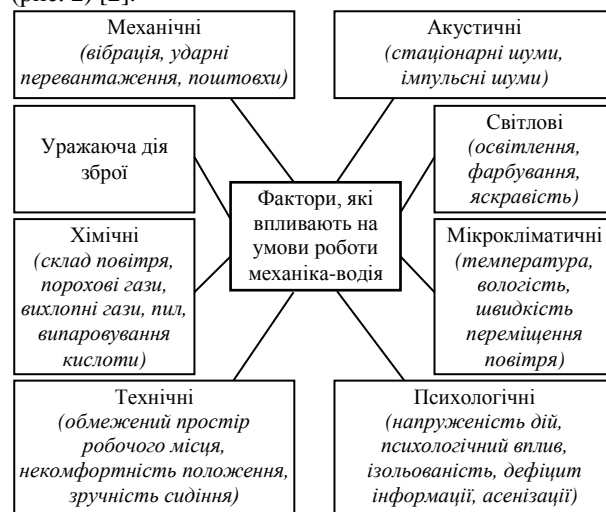 (рис. 2) [2].
Механічні
(вібрація, ударні
перевантаження, поштовхи)
Акустичні
(стаціонарні шуми,
імпульсні шуми)
Уражаюча дія
зброї
Світлові
(освітлення,
фарбування,
яскравість)
Фактори, які
впливають на
умови роботи
механіка-водія
Хімічні
(склад повітря,
порохові гази,
вихлопні гази, пил,
випаровування
кислоти)
Мікрокліматичні
(температура,
вологість,
швидкість
переміщення
повітря)
Технічні
(обмежений простір
робочого місця,
некомфортність положення,
зручність сидіння)
Психологічні
(напруженість дій,
психологічний вплив,
ізольованість, дефіцит
інформації, асенізації)